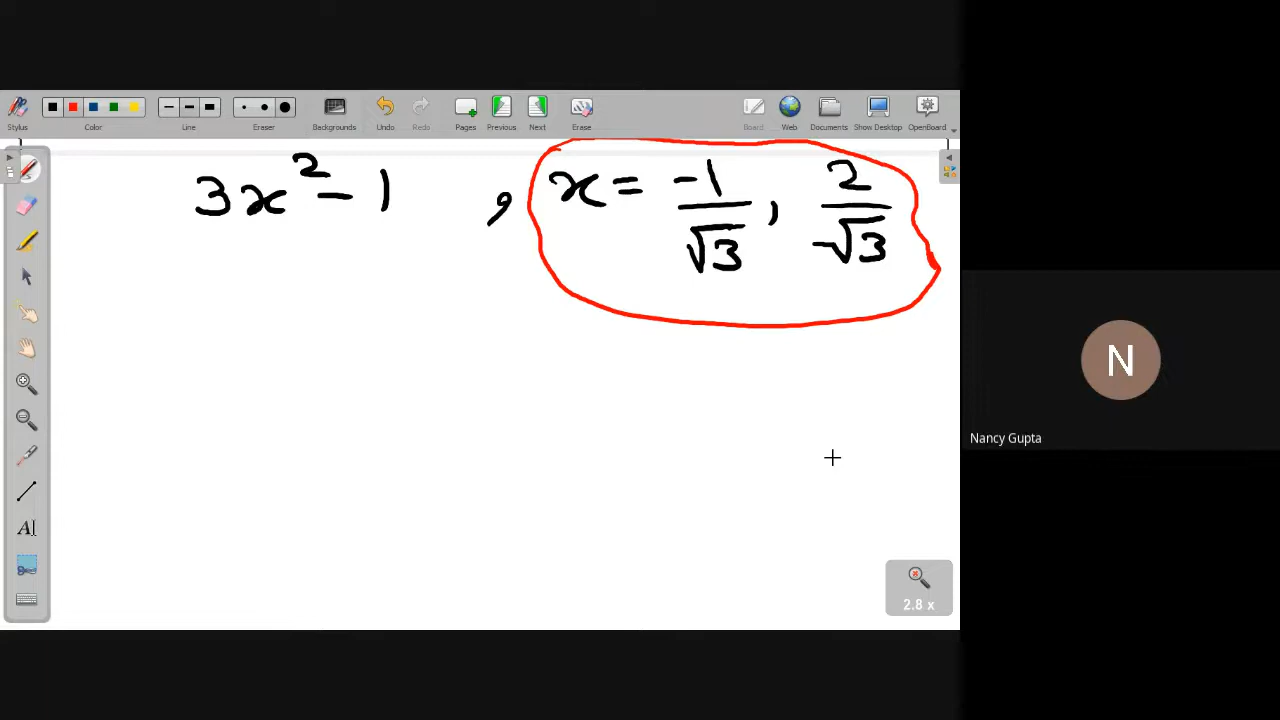 Stylus Color Line Eraser Backgrounds Undo Redo Pages Previous Next Erase Board Web Documents Show Desktop OpenBoard
3x² - 1 , x = -1/√3 , 2/√3
AI
2.8 x
N
Nancy Gupta